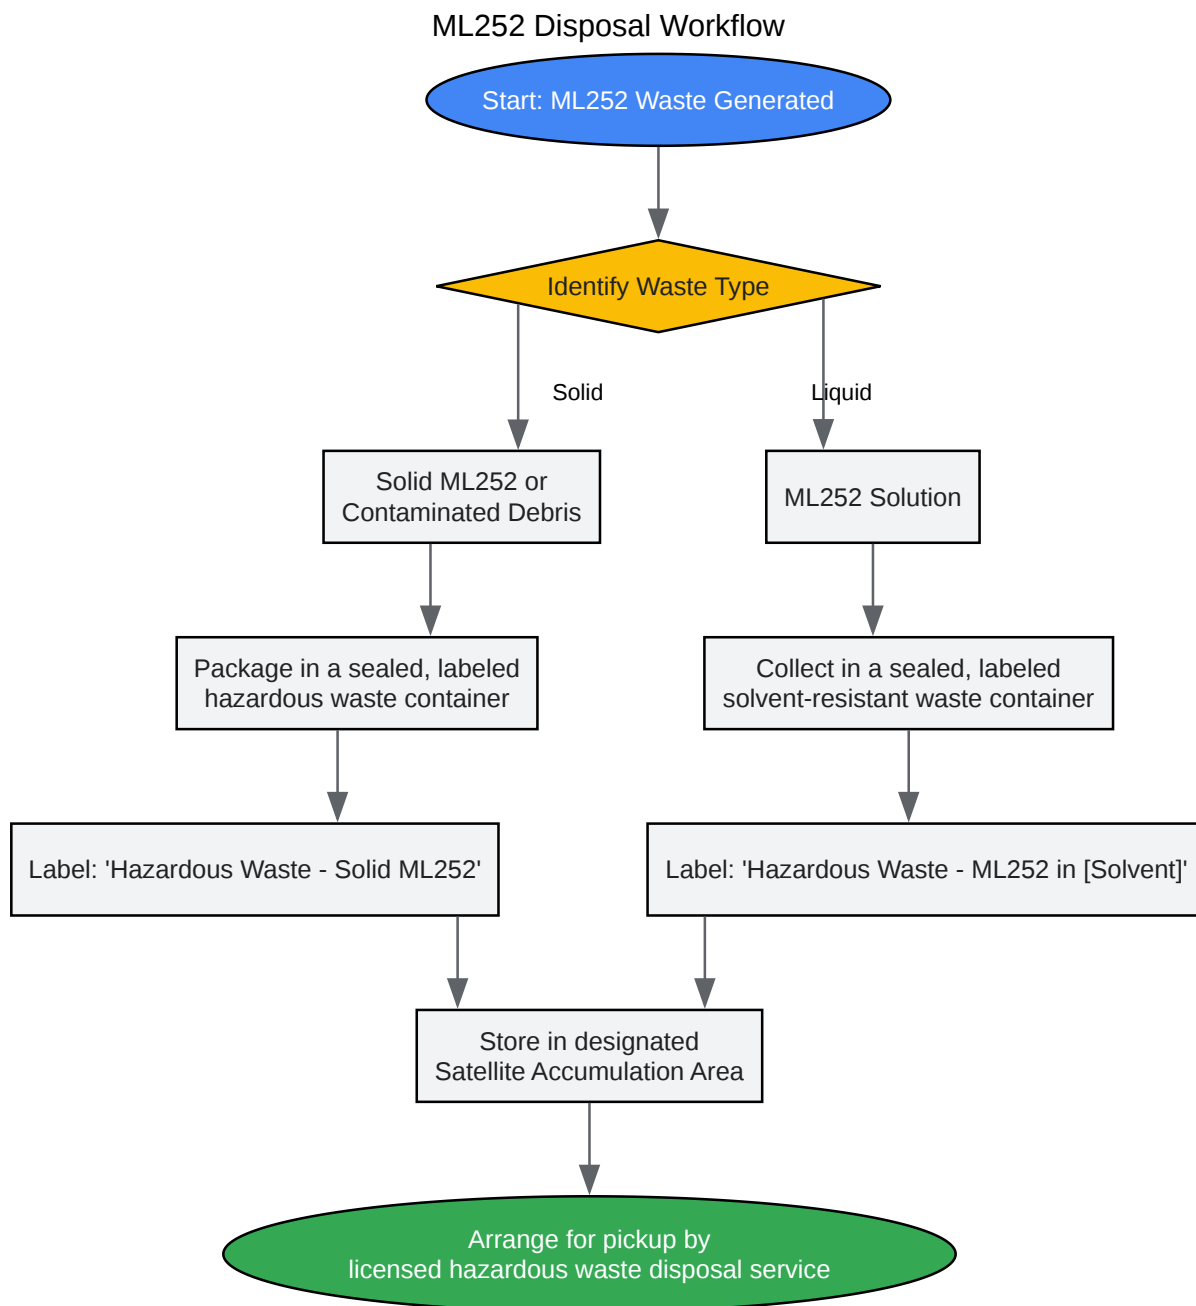 ML252 Disposal Workflow
Start: ML252 Waste Generated
Identify Waste Type
Solid
Liquid
Solid ML252 or
Contaminated Debris
ML252 Solution
Package in a sealed, labeled
hazardous waste container
Collect in a sealed, labeled
solvent-resistant waste container
Label: 'Hazardous Waste - Solid ML252'
Label: 'Hazardous Waste - ML252 in [Solvent]'
Store in designated
Satellite Accumulation Area
Arrange for pickup by
licensed hazardous waste disposal service